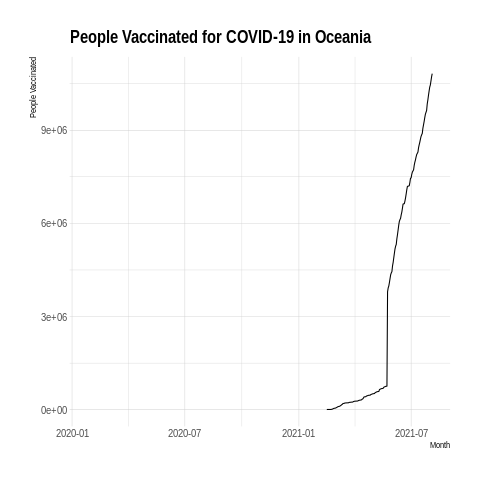 People Vaccinated for COVID-19 in Oceania
People Vaccinated
9e+06
6e+06
3e+06
0e+00
2020-01 2020-07 2021-01 2021-07
Month